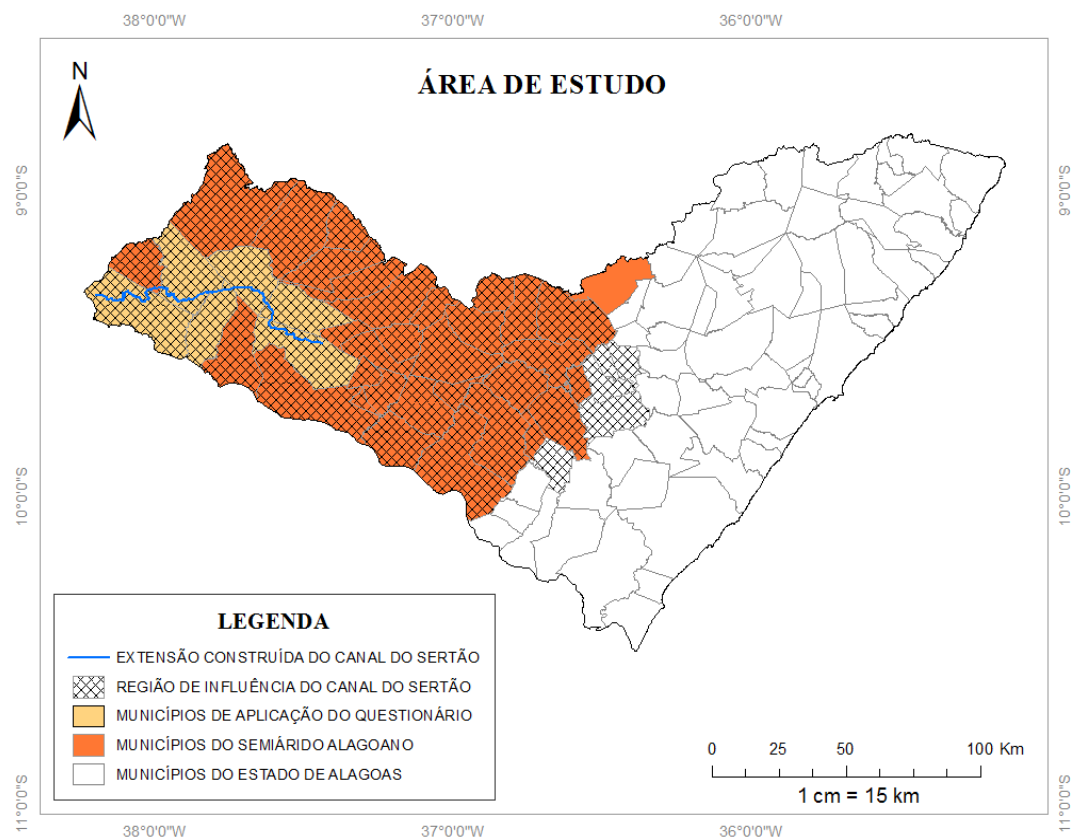 38°0'0"W 37°0'0"W 36°0'0"W
ÁREA DE ESTUDO
N
9°0'0"S 9°0'0"S
10°0'0"S 10°0'0"S
LEGENDA
EXTENSÃO CONSTRUÍDA DO CANAL DO SERTÃO
REGIÃO DE INFLUÊNCIA DO CANAL DO SERTÃO
MUNICÍPIOS DE APLICAÇÃO DO QUESTIONÁRIO
MUNICÍPIOS DO SEMIÁRIDO ALAGOANO
MUNICÍPIOS DO ESTADO DE ALAGOAS
0 25 50 100 Km
1 cm = 15 km
11°0'0"S 11°0'0"S
38°0'0"W 37°0'0"W 36°0'0"W